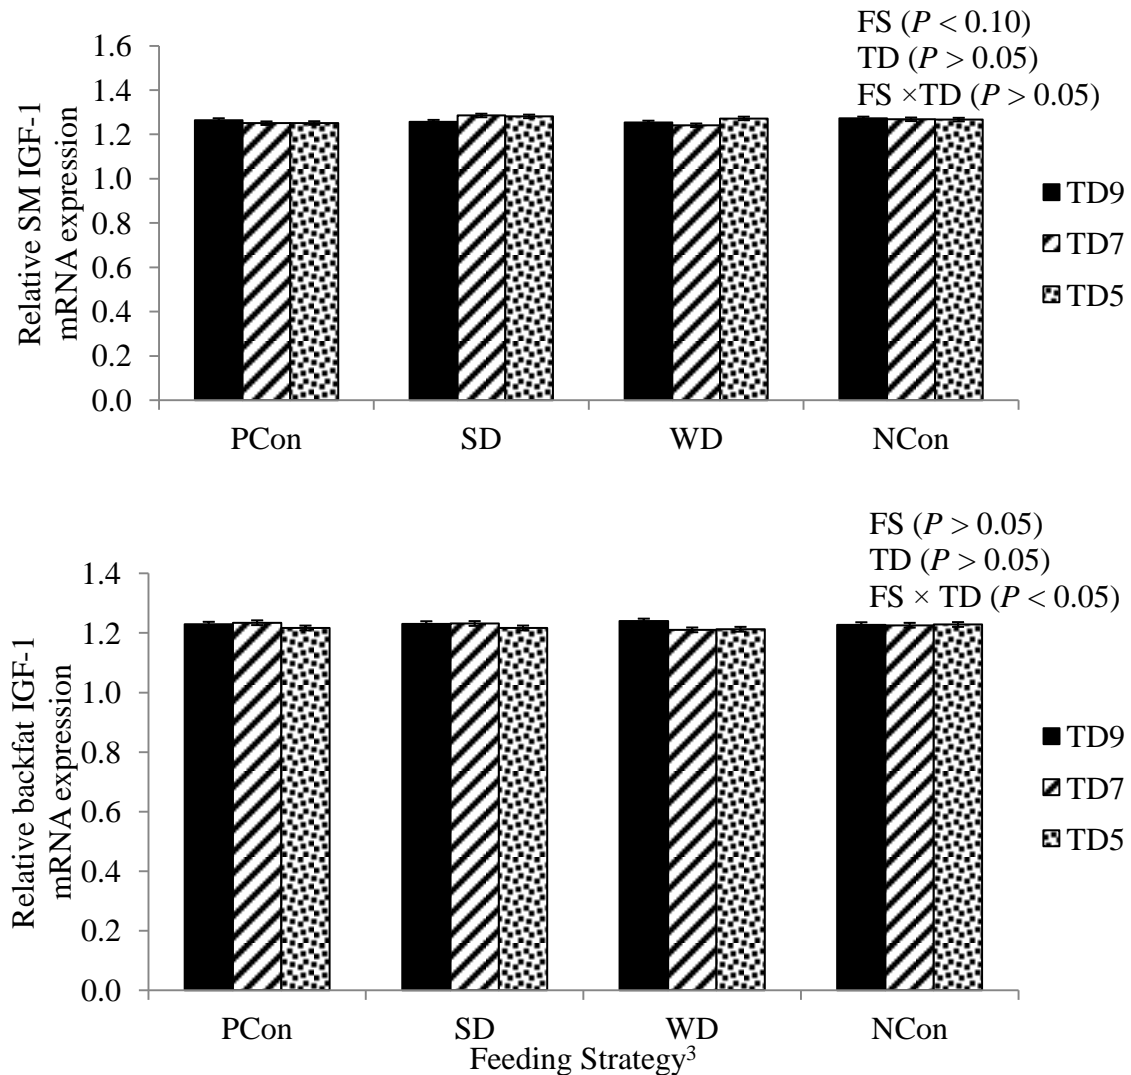 FS (P < 0.10)
TD (P > 0.05)
FS ×TD (P > 0.05)
Relative SM IGF-1
mRNA expression
1.6
1.4
1.2
1.0
0.8
0.6
0.4
0.2
0.0
PCon SD WD NCon
TD9
TD7
TD5
FS (P > 0.05)
TD (P > 0.05)
FS × TD (P < 0.05)
Relative backfat IGF-1
mRNA expression
1.4
1.2
1.0
0.8
0.6
0.4
0.2
0.0
PCon SD WD NCon
Feeding Strategy³
TD9
TD7
TD5